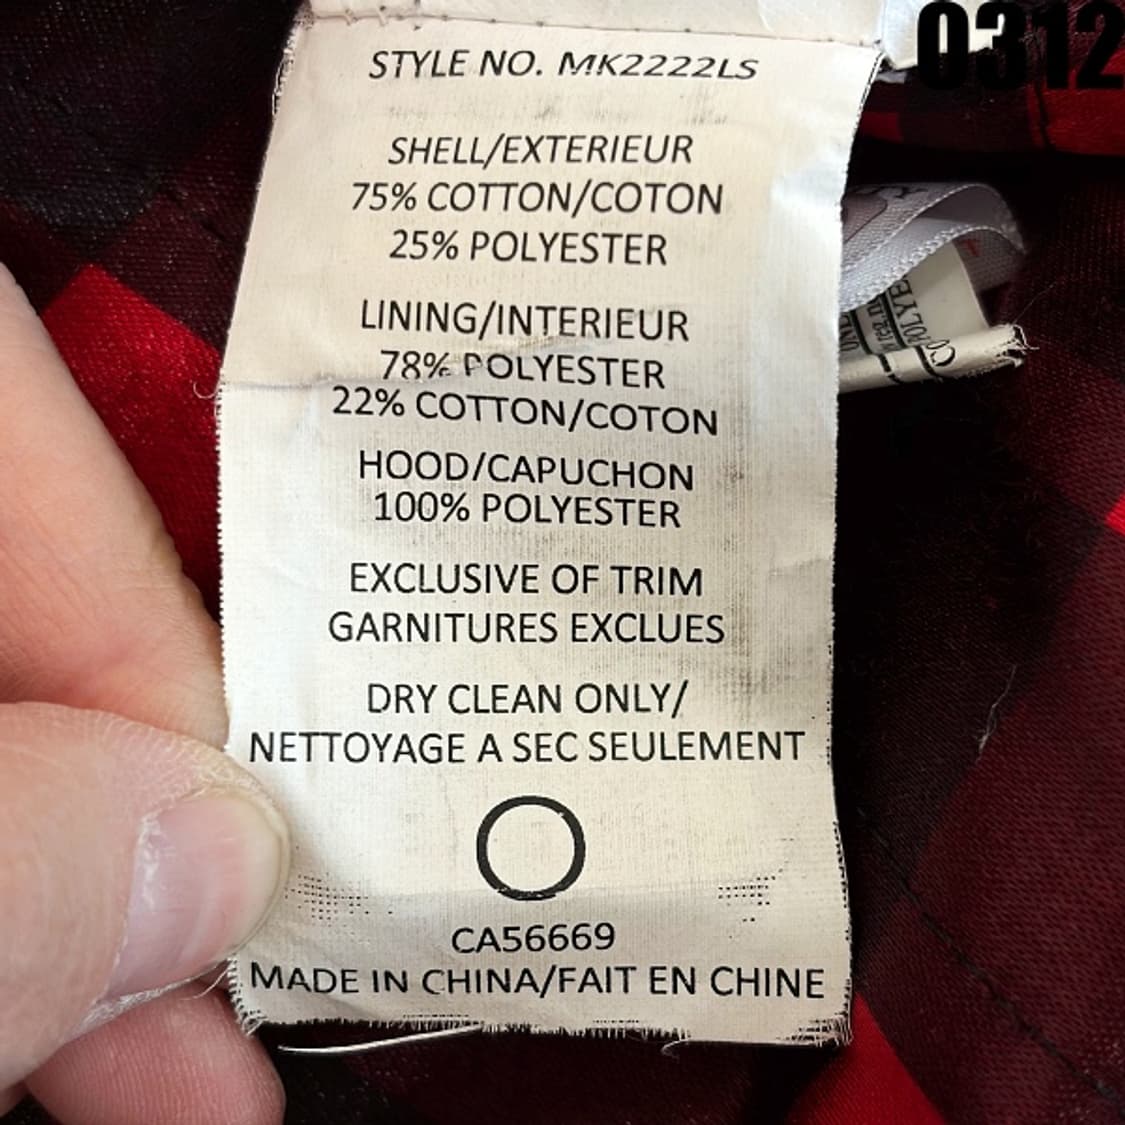 0312
STYLE NO. MK2222LS
SHELL/EXTERIEUR
75% COTTON/COTON
25% POLYESTER
LINING/INTERIEUR
78% POLYESTER
22% COTTON/COTON
HOOD/CAPUCHON
100% POLYESTER
EXCLUSIVE OF TRIM
GARNITURES EXCLUES
DRY CLEAN ONLY/
NETTOYAGE A SEC SEULEMENT
CA56669
MADE IN CHINA/FAIT EN CHINE